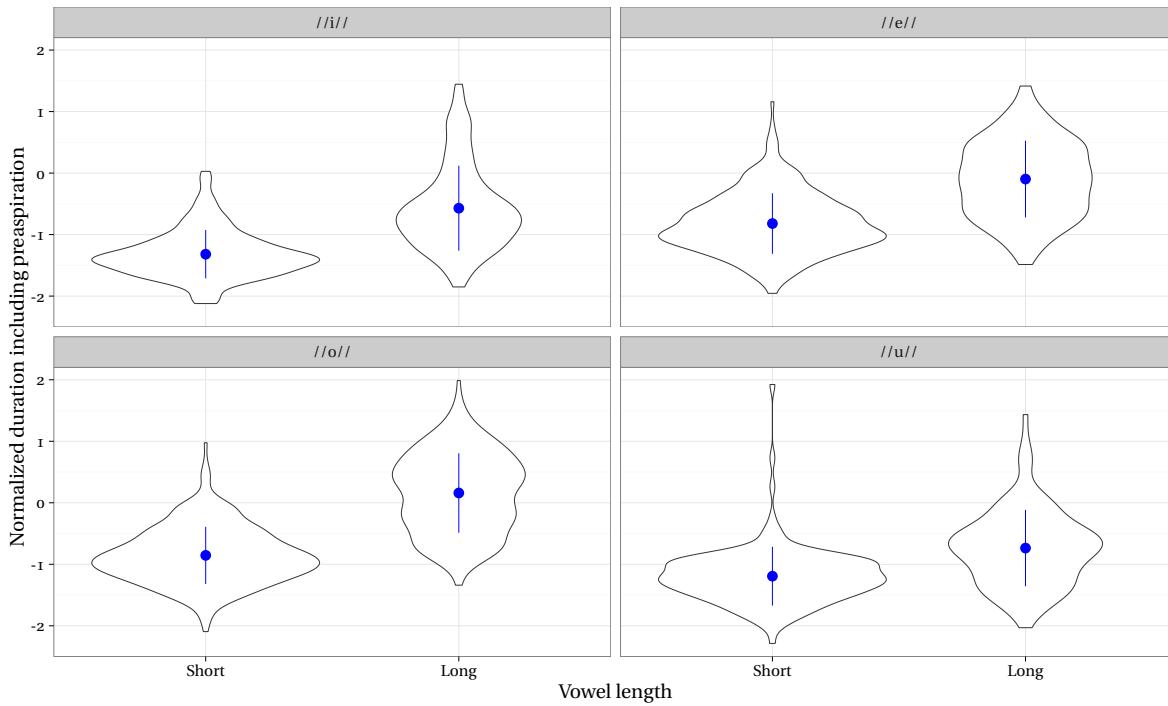 Normalized duration including preaspiration
//i//
//e//
2
1
0
-1
-2
//o//
//u//
2
1
0
-1
-2
Short
Long
Short
Long
Vowel length